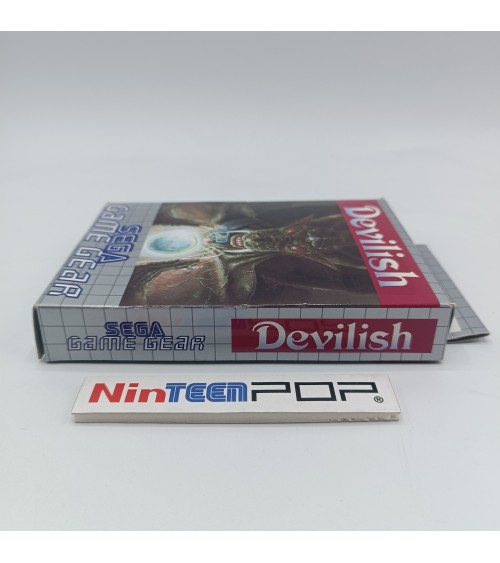 SEGA
GAME GEAR
Devilish
SEGA
GAME GEAR
Devilish
NinTEENPOP®